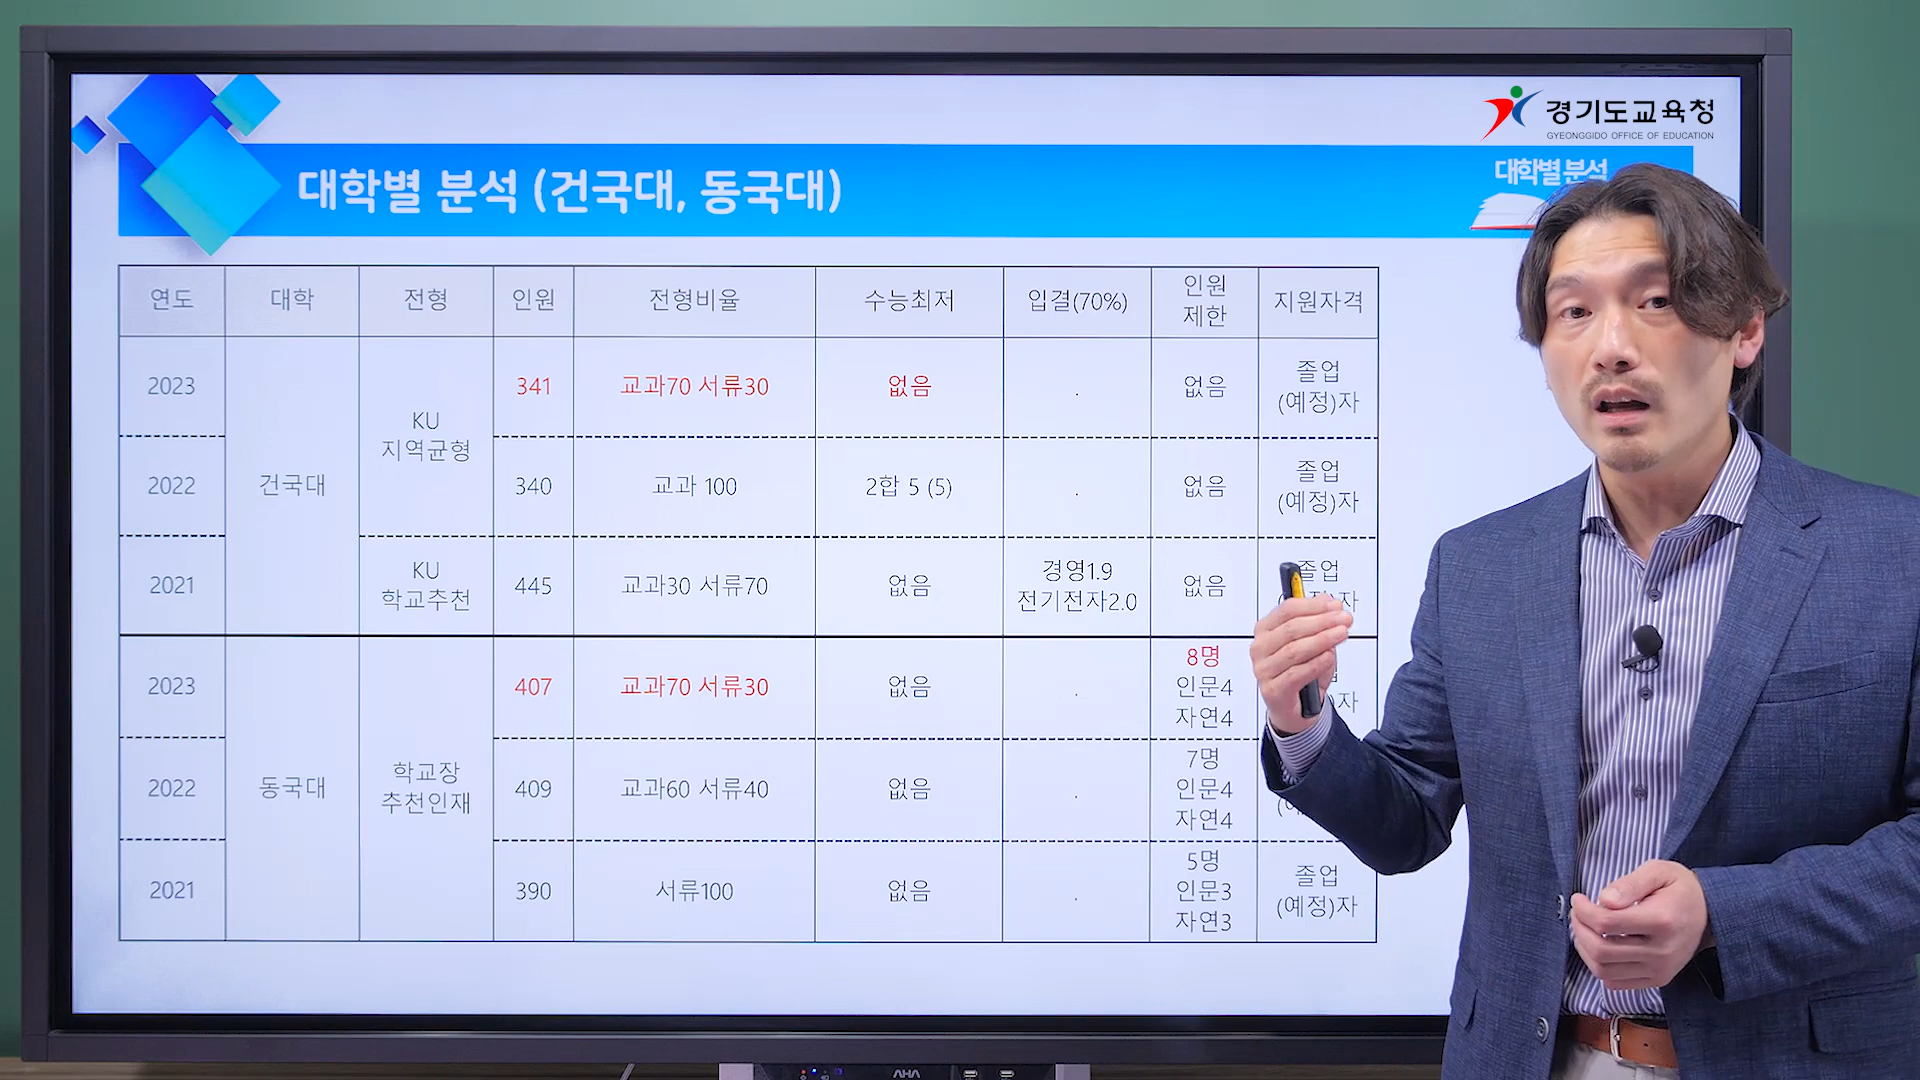 경기도교육청
GYEONGGIDO OFFICE OF EDUCATION
대학별 분석
대학별 분석 (건국대, 동국대)
연도 대학 전형 인원 전형비율 수능최저 입결(70%) 인원 제한 지원자격
2023 건국대 KU 지역균형 341 교과70 서류30 없음 . 없음 졸업 (예정)자
2022 340 교과 100 2합 5 (5) . 없음 졸업 (예정)자
2021 KU 학교추천 445 교과30 서류70 없음 경영1.9 전기전자2.0 없음 졸업 자
2023 동국대 학교장 추천인재 407 교과70 서류30 없음 . 8명 인문4 자연4 )자
2022 409 교과60 서류40 없음 . 7명 인문4 자연4
2021 390 서류100 없음 . 5명 인문3 자연3 졸업 (예정)자
AHA